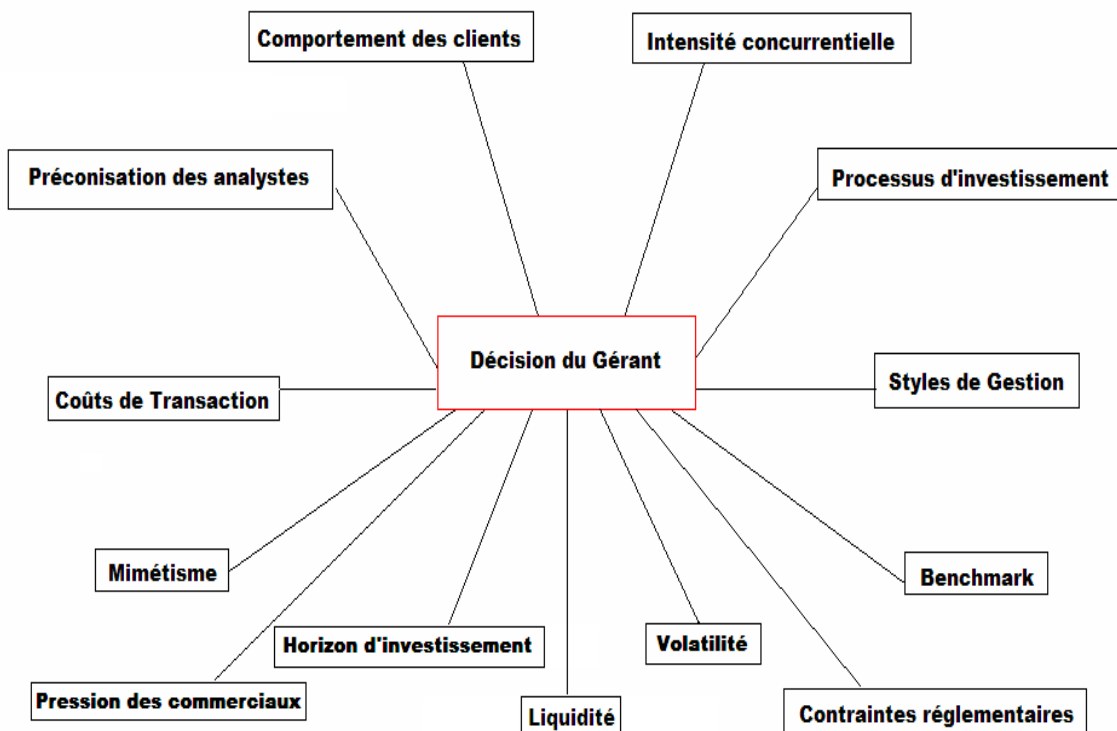 Comportement des clients
Intensité concurrentielle
Préconisation des analystes
Processus d'investissement
Décision du Gérant
Coûts de Transaction
Styles de Gestion
Mimétisme
Benchmark
Horizon d'investissement
Volatilité
Pression des commerciaux
Liquidité
Contraintes réglementaires